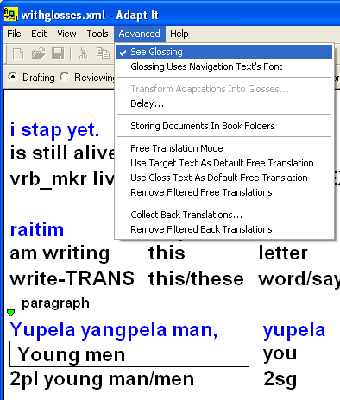 withglosses.xml - Adapt It
File Edit View Tools Advanced Help
See Glossing
Glossing Uses Navigation Text's Font
Transform Adaptations Into Glosses...
Delay...
Storing Documents In Book Folders
Free Translation Mode
Use Target Text As Default Free Translation
Use Gloss Text As Default Free Translation
Remove Filtered Free Translations
Collect Back Translations...
Remove Filtered Back Translations
Drafting Reviewing
i stap yet.
is still alive
vrb_mkr liv
raitim
am writing this letter
write-TRANS this/these word/say
paragraph
Yupela yangpela man, yupela
Young men you
2pl young man/men 2sg